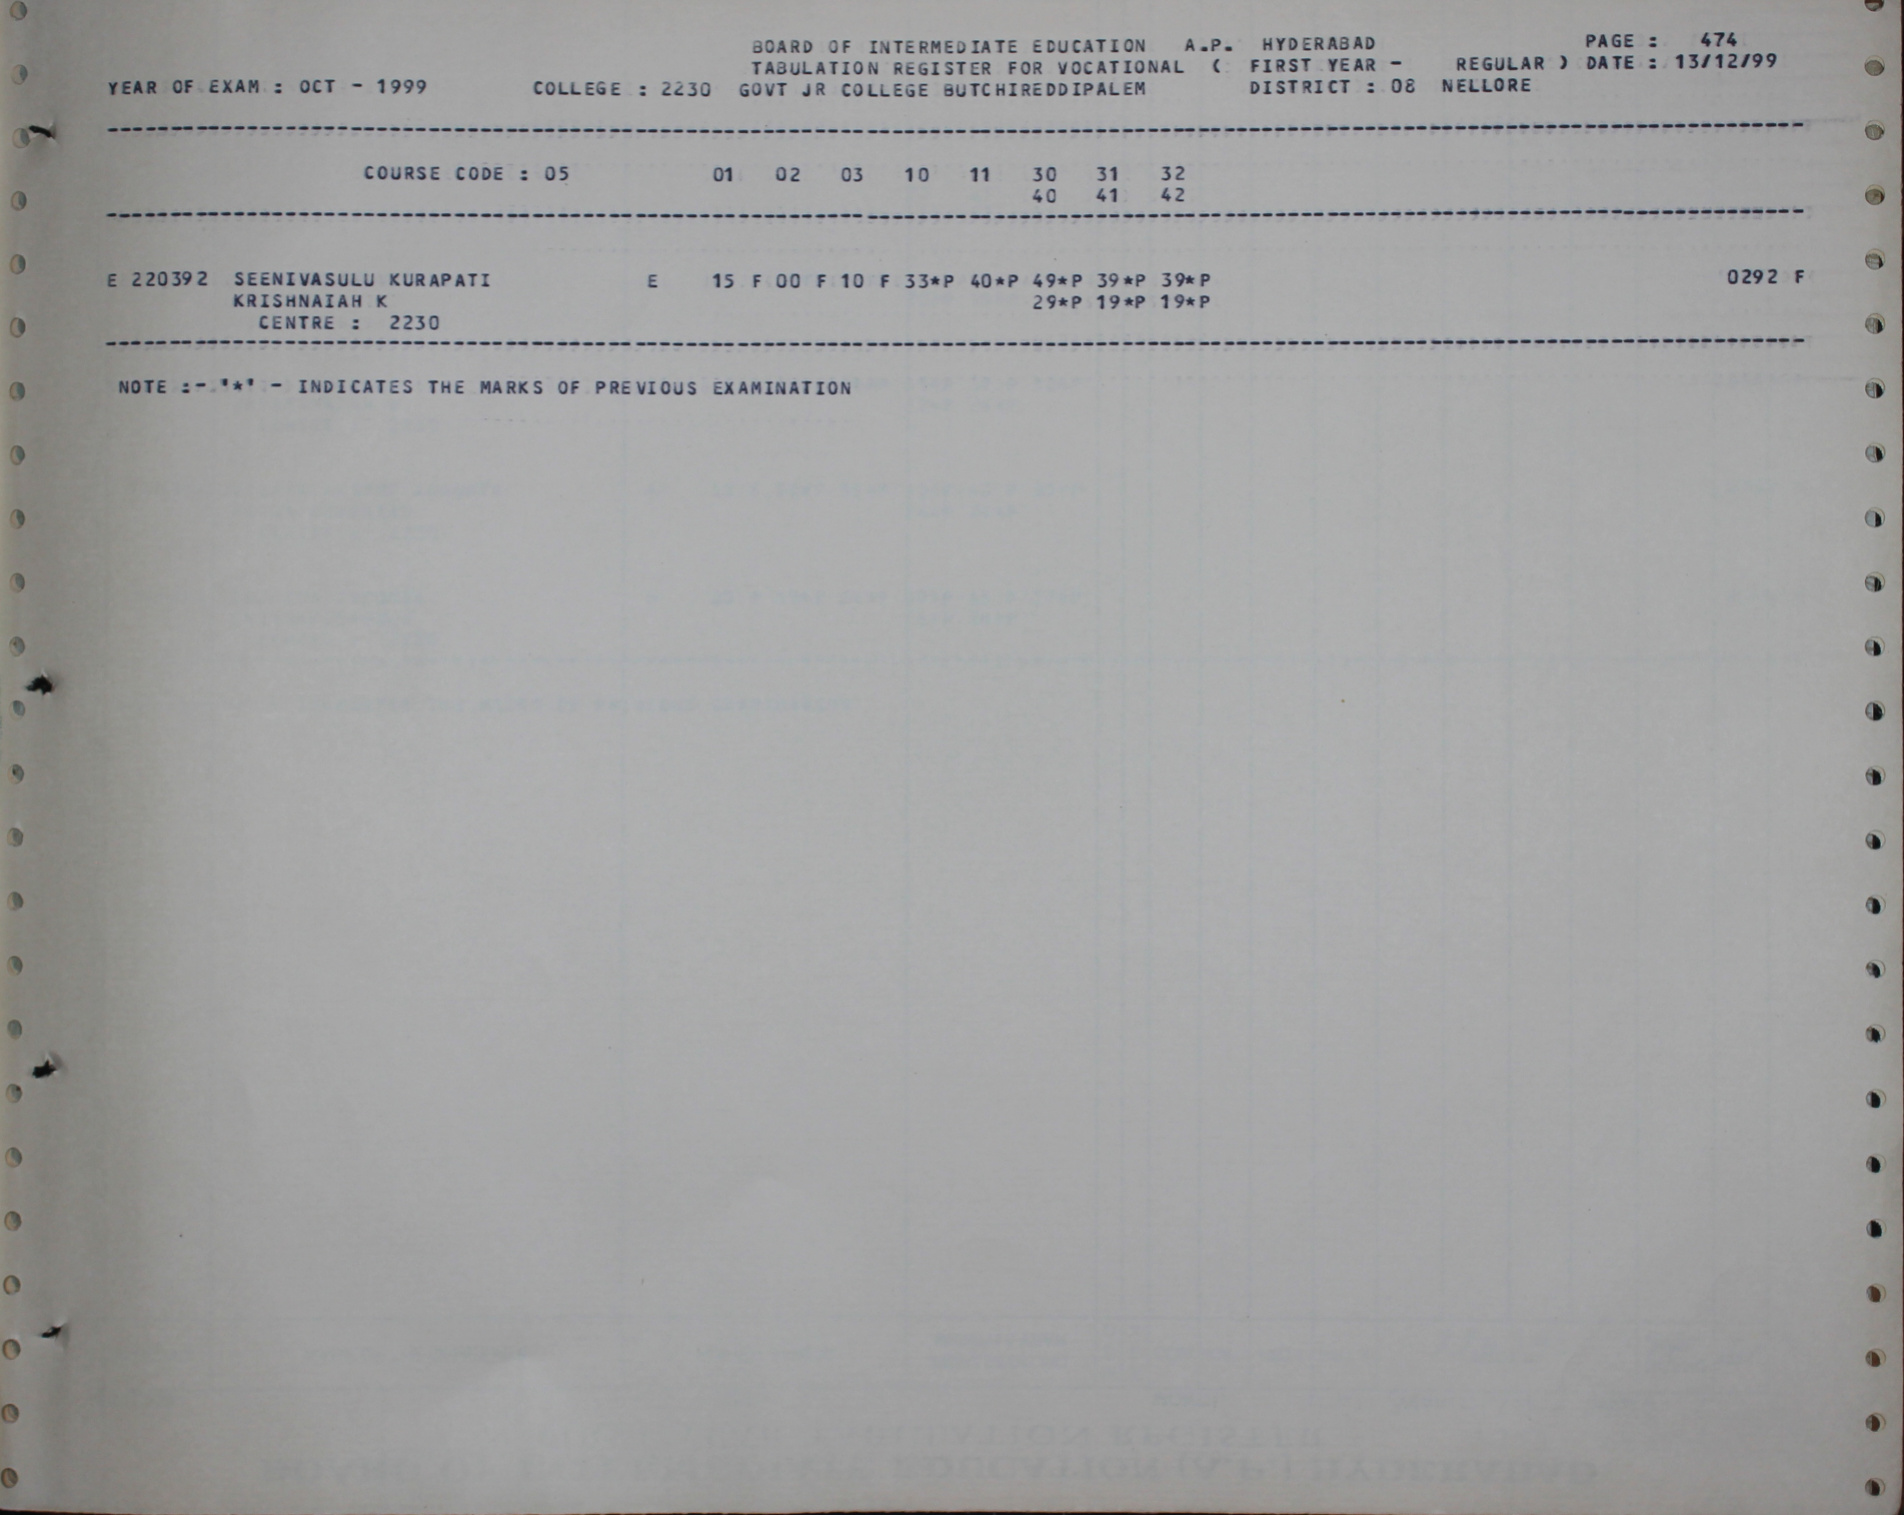 BOARD OF INTERMEDIATE EDUCATION A.P. HYDERABAD PAGE : 474
TABULATION REGISTER FOR VOCATIONAL ( FIRST YEAR - REGULAR ) DATE : 13/12/99
YEAR OF EXAM : OCT - 1999 COLLEGE : 2230 GOVT JR COLLEGE BUTCHIREDDIPALEM DISTRICT : 08 NELLORE
COURSE CODE : 05 01 02 03 10 11 30 31 32
40 41 42
E 220392 SEENIVASULU KURAPATI E 15 F 00 F 10 F 33*P 40*P 49*P 39*P 39*P 0292 F
KRISHNAIAH K 29*P 19*P 19*P
CENTRE : 2230
NOTE :- '*' - INDICATES THE MARKS OF PREVIOUS EXAMINATION